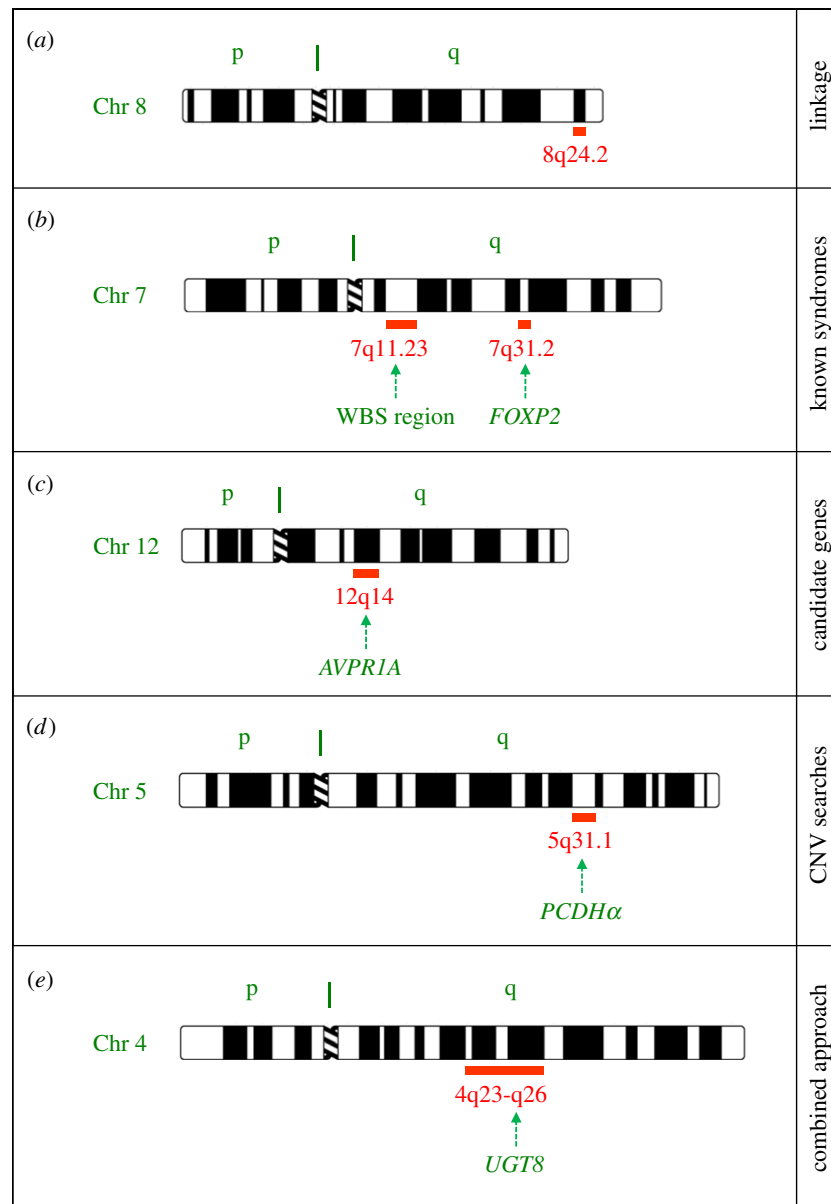 (a)
p q
Chr 8
8q24.2
linkage
(b)
p q
Chr 7
7q11.23 7q31.2
WBS region FOXP2
known syndromes
(c)
p q
Chr 12
12q14
AVPR1A
candidate genes
(d)
p q
Chr 5
5q31.1
PCDHα
CNV searches
(e)
p q
Chr 4
4q23-q26
UGT8
combined approach